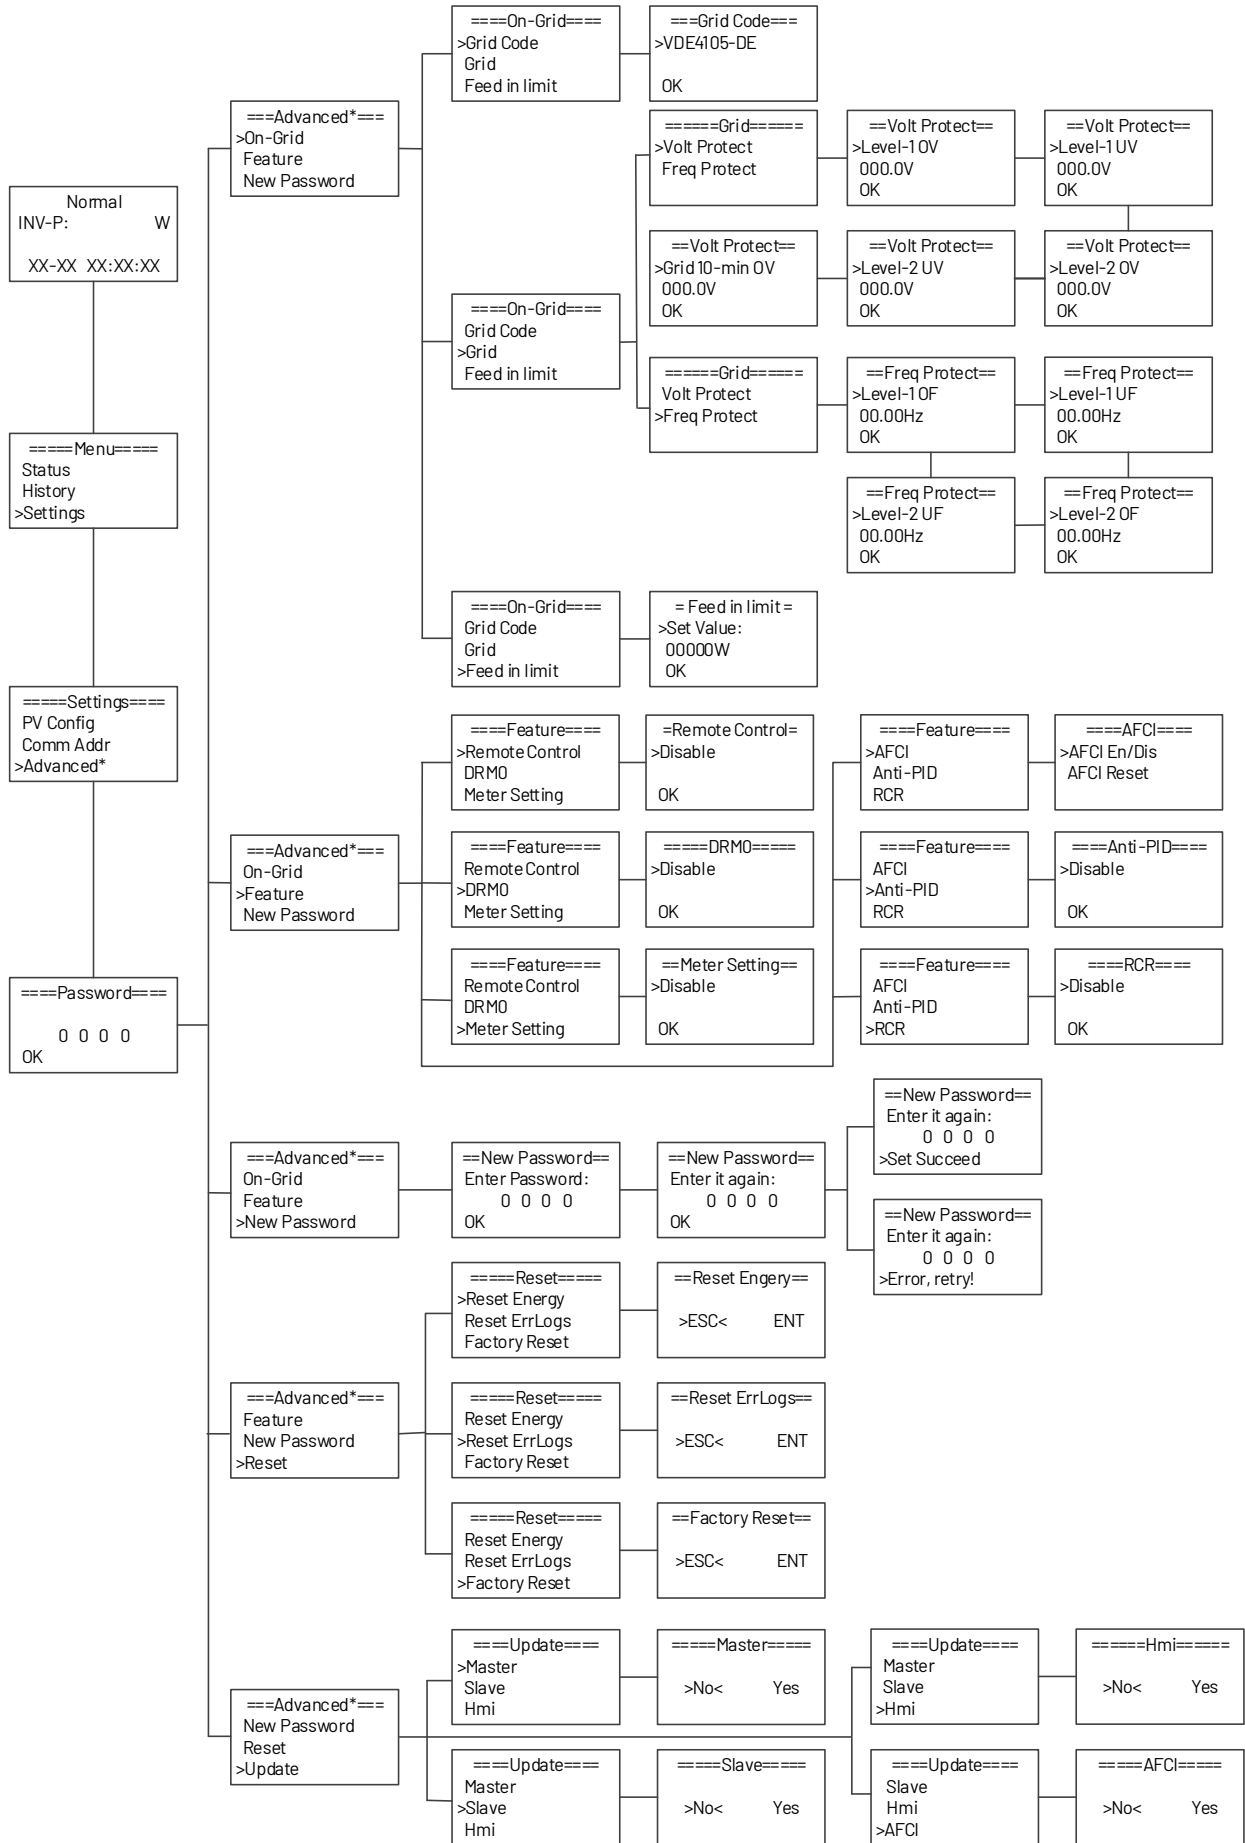 Normal
INV-P: W
XX-XX XX:XX:XX
=====Menu=====
Status
History
>Settings
=====Settings====
PV Config
Comm Addr
>Advanced*
====Password====
0 0 0 0
OK
===Advanced*===
>On-Grid
Feature
New Password
====On-Grid====
>Grid Code
Grid
Feed in limit
===Grid Code===
>VDE4105-DE
OK
====On-Grid====
Grid Code
>Grid
Feed in limit
======Grid======
>Volt Protect
Freq Protect
==Volt Protect==
>Level-1 OV
000.0V
OK
==Volt Protect==
>Level-1 UV
000.0V
OK
==Volt Protect==
>Grid 10-min OV
000.0V
OK
==Volt Protect==
>Level-2 UV
000.0V
OK
==Volt Protect==
>Level-2 OV
000.0V
OK
======Grid======
Volt Protect
>Freq Protect
==Freq Protect==
>Level-1 OF
00.00Hz
OK
==Freq Protect==
>Level-1 UF
00.00Hz
OK
==Freq Protect==
>Level-2 UF
00.00Hz
OK
==Freq Protect==
>Level-2 OF
00.00Hz
OK
====On-Grid====
Grid Code
Grid
>Feed in limit
= Feed in limit =
>Set Value:
00000W
OK
===Advanced*===
On-Grid
>Feature
New Password
====Feature====
>Remote Control
DRM0
Meter Setting
=Remote Control=
>Disable
OK
====Feature====
>AFCI
Anti-PID
RCR
====AFCI====
>AFCI En/Dis
AFCI Reset
====Feature====
Remote Control
>DRM0
Meter Setting
=====DRM0=====
>Disable
OK
====Feature====
AFCI
>Anti-PID
RCR
====Anti-PID====
>Disable
OK
====Feature====
Remote Control
DRM0
>Meter Setting
==Meter Setting==
>Disable
OK
====Feature====
AFCI
Anti-PID
>RCR
====RCR====
>Disable
OK
===Advanced*===
On-Grid
Feature
>New Password
==New Password==
Enter Password:
0 0 0 0
OK
==New Password==
Enter it again:
0 0 0 0
OK
==New Password==
Enter it again:
0 0 0 0
>Set Succeed
==New Password==
Enter it again:
0 0 0 0
>Error, retry!
===Advanced*===
Feature
New Password
>Reset
=====Reset=====
>Reset Energy
Reset ErrLogs
Factory Reset
==Reset Engery==
>ESC< ENT
=====Reset=====
Reset Energy
>Reset ErrLogs
Factory Reset
==Reset ErrLogs==
>ESC< ENT
=====Reset=====
Reset Energy
Reset ErrLogs
>Factory Reset
==Factory Reset==
>ESC< ENT
===Advanced*===
New Password
Reset
>Update
====Update====
>Master
Slave
Hmi
=====Master=====
>No< Yes
====Update====
Master
Slave
>Hmi
======Hmi======
>No< Yes
====Update====
Master
>Slave
Hmi
=====Slave=====
>No< Yes
====Update====
Slave
Hmi
>AFCI
=====AFCI=====
>No< Yes